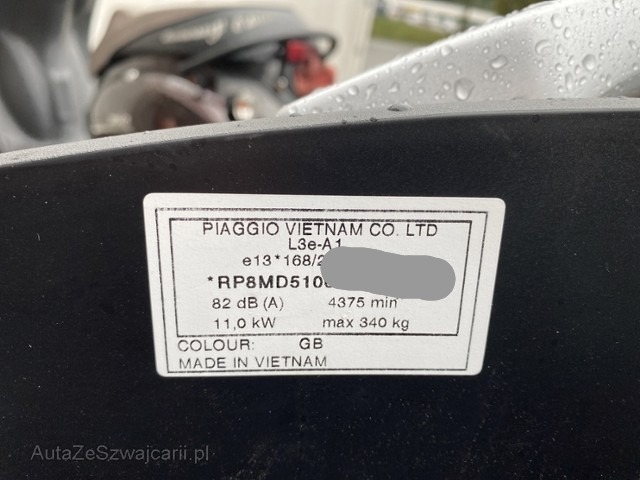 PIAGGIO VIETNAM CO. LTD
L3e-A1
e13*168/2
*RP8MD510
82 dB (A) 4375 min
11,0 kW max 340 kg
COLOUR: GB
MADE IN VIETNAM
AutaZeSzwajcarii.pl